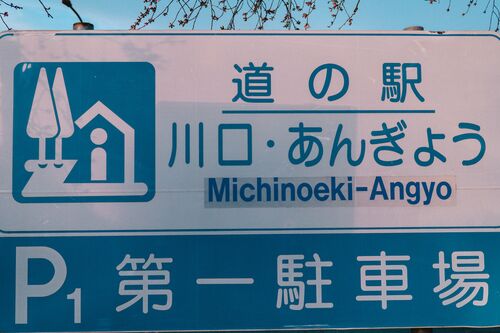 道の駅
川口・あんぎょう
Michinoeki-Angyo
P1 第一駐車場